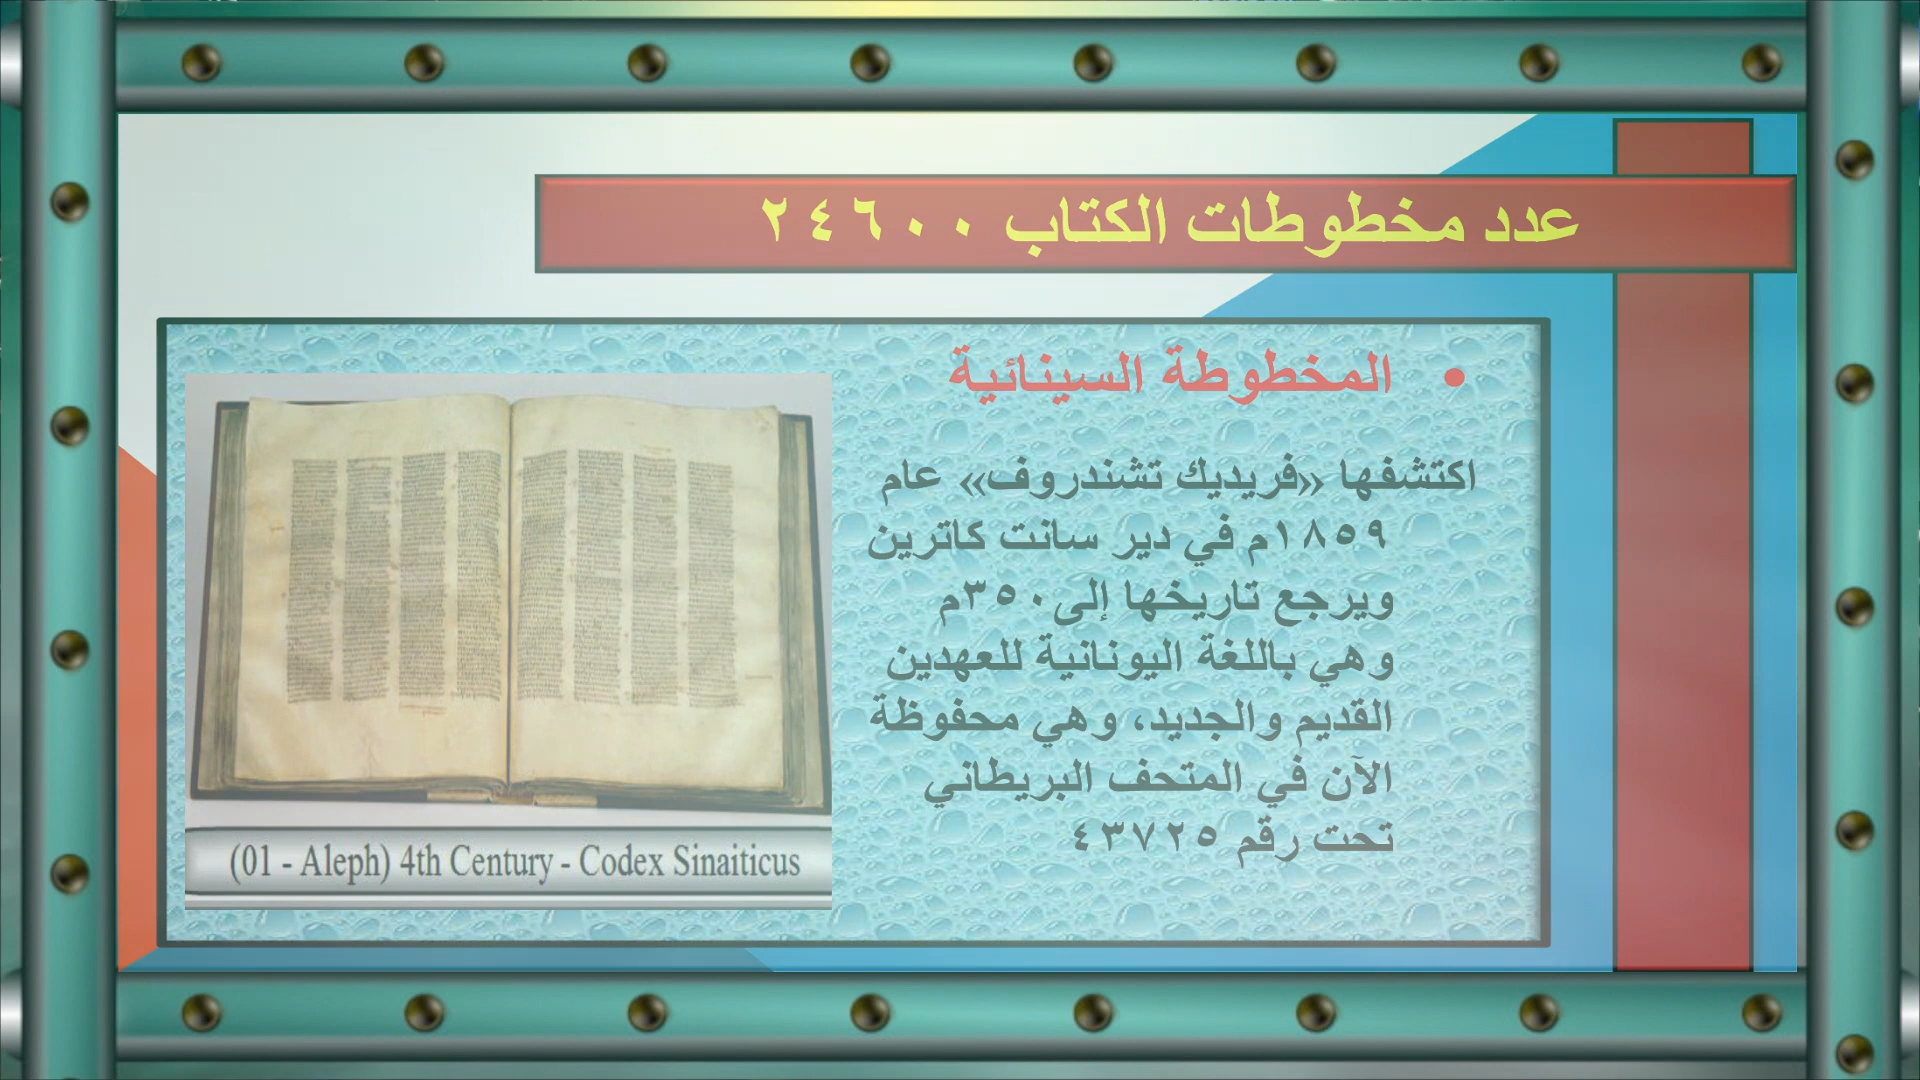 عدد مخطوطات الكتاب ٢٤٦٠٠
• المخطوطة السينائية
اكتشفها «فريديك تشندروف» عام
١٨٥٩م في دير سانت كاترين
ويرجع تاريخها إلى٣٥٠م
وهي باللغة اليونانية للعهدين
القديم والجديد، وهي محفوظة
الآن في المتحف البريطاني
تحت رقم ٤٣٧٢٥
(01 - Aleph) 4th Century - Codex Sinaiticus